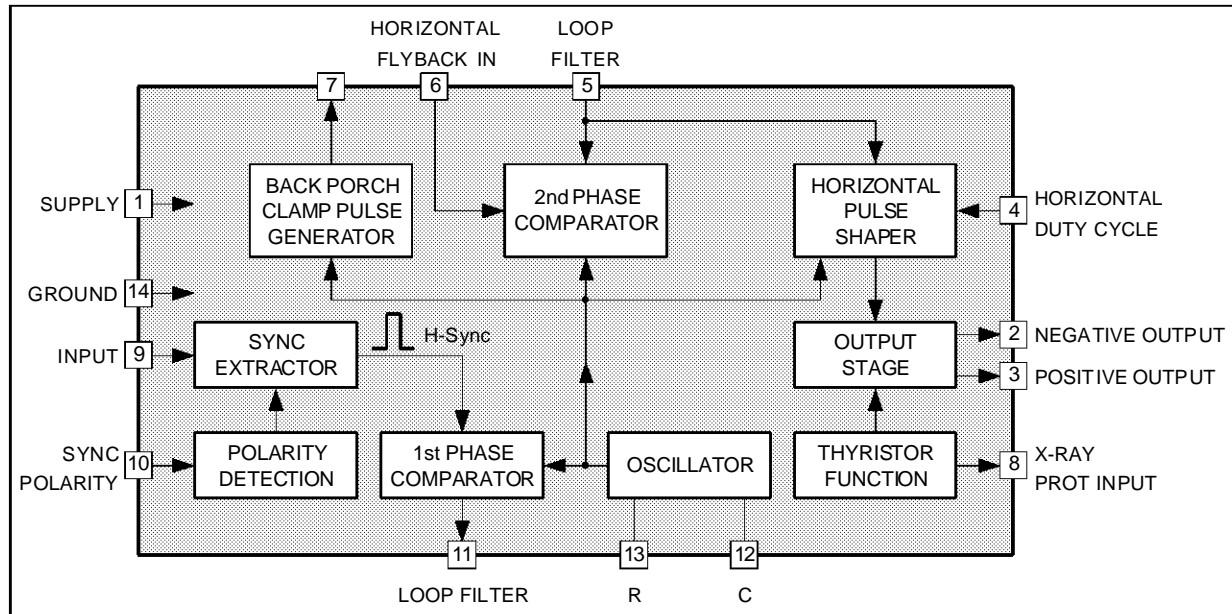 HORIZONTAL
FLYBACK IN
LOOP
FILTER
7
6
5
SUPPLY
1
BACK PORCH
CLAMP PULSE
GENERATOR
2nd PHASE
COMPARATOR
HORIZONTAL
PULSE
SHAPER
4
HORIZONTAL
DUTY CYCLE
GROUND
14
INPUT
9
SYNC
EXTRACTOR
H-Sync
OUTPUT
STAGE
2
NEGATIVE OUTPUT
3
POSITIVE OUTPUT
SYNC
POLARITY
10
POLARITY
DETECTION
1st PHASE
COMPARATOR
OSCILLATOR
THYRISTOR
FUNCTION
8
X-RAY
PROT INPUT
11
13
12
LOOP FILTER
R
C